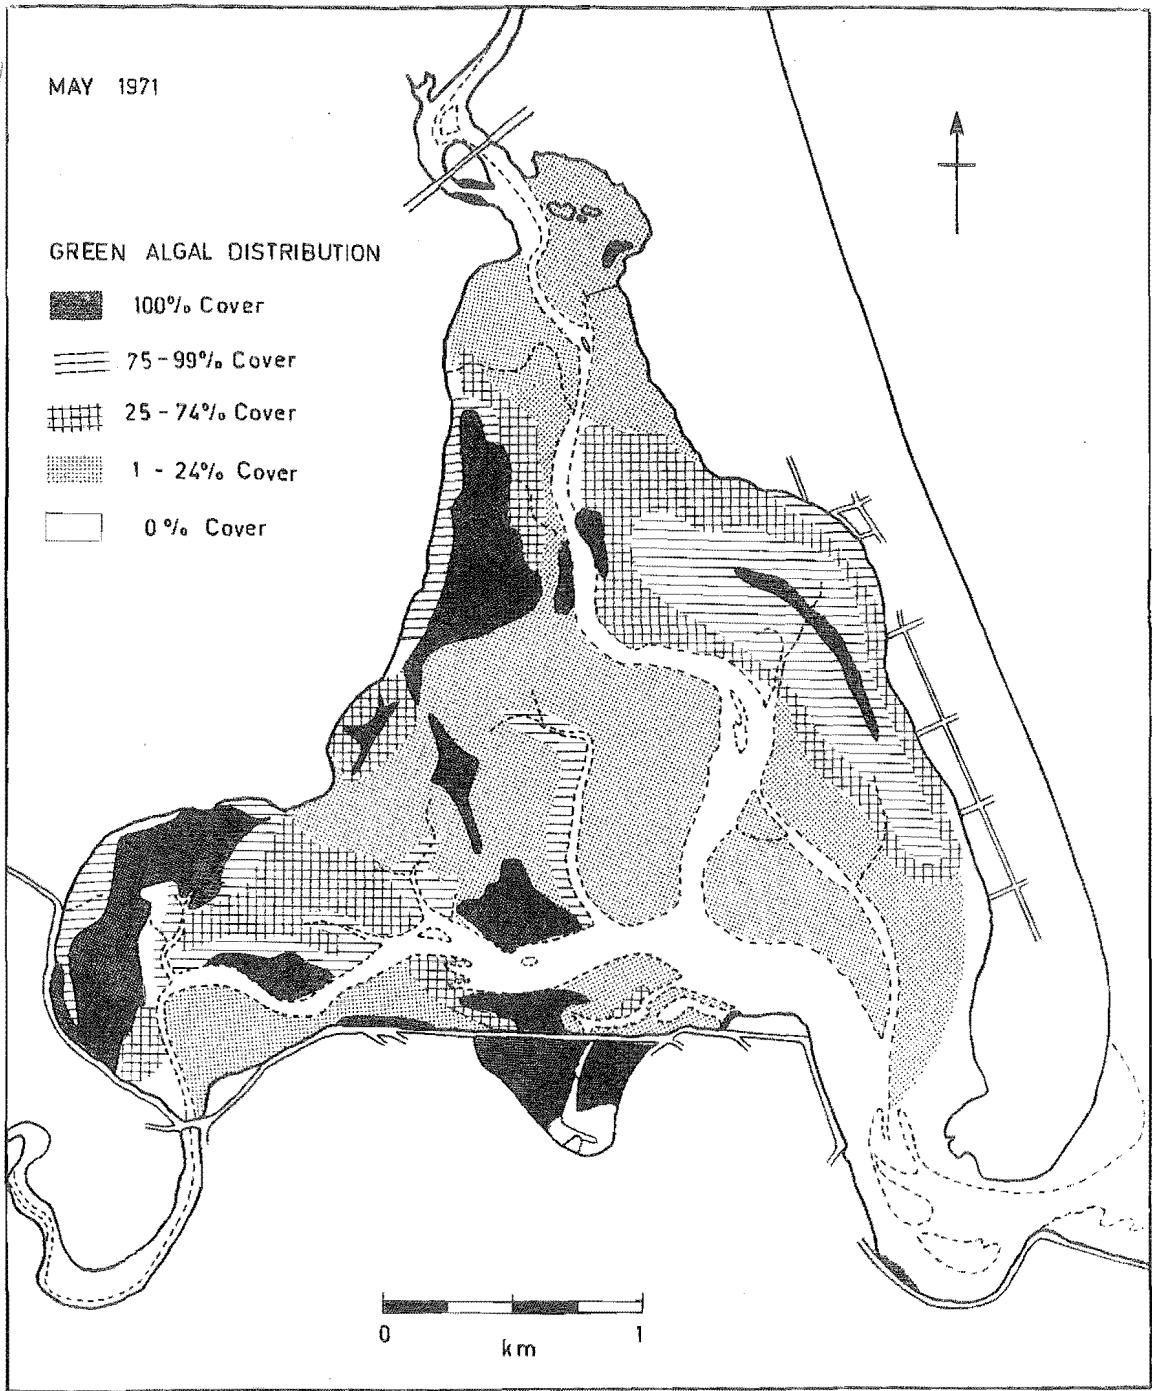 MAY 1971
GREEN ALGAL DISTRIBUTION
100% Cover
75-99% Cover
25-74% Cover
1 - 24% Cover
0% Cover
0
1
km